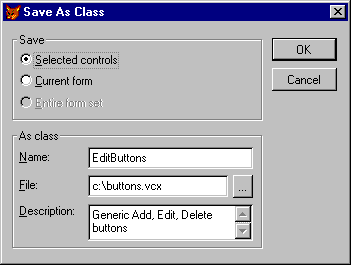 Save As Class
Save
Selected controls
Current form
Entire form set
OK
Cancel
As class
Name:
EditButtons
File:
c:\buttons.vcx
...
Description:
Generic Add, Edit, Delete
buttons